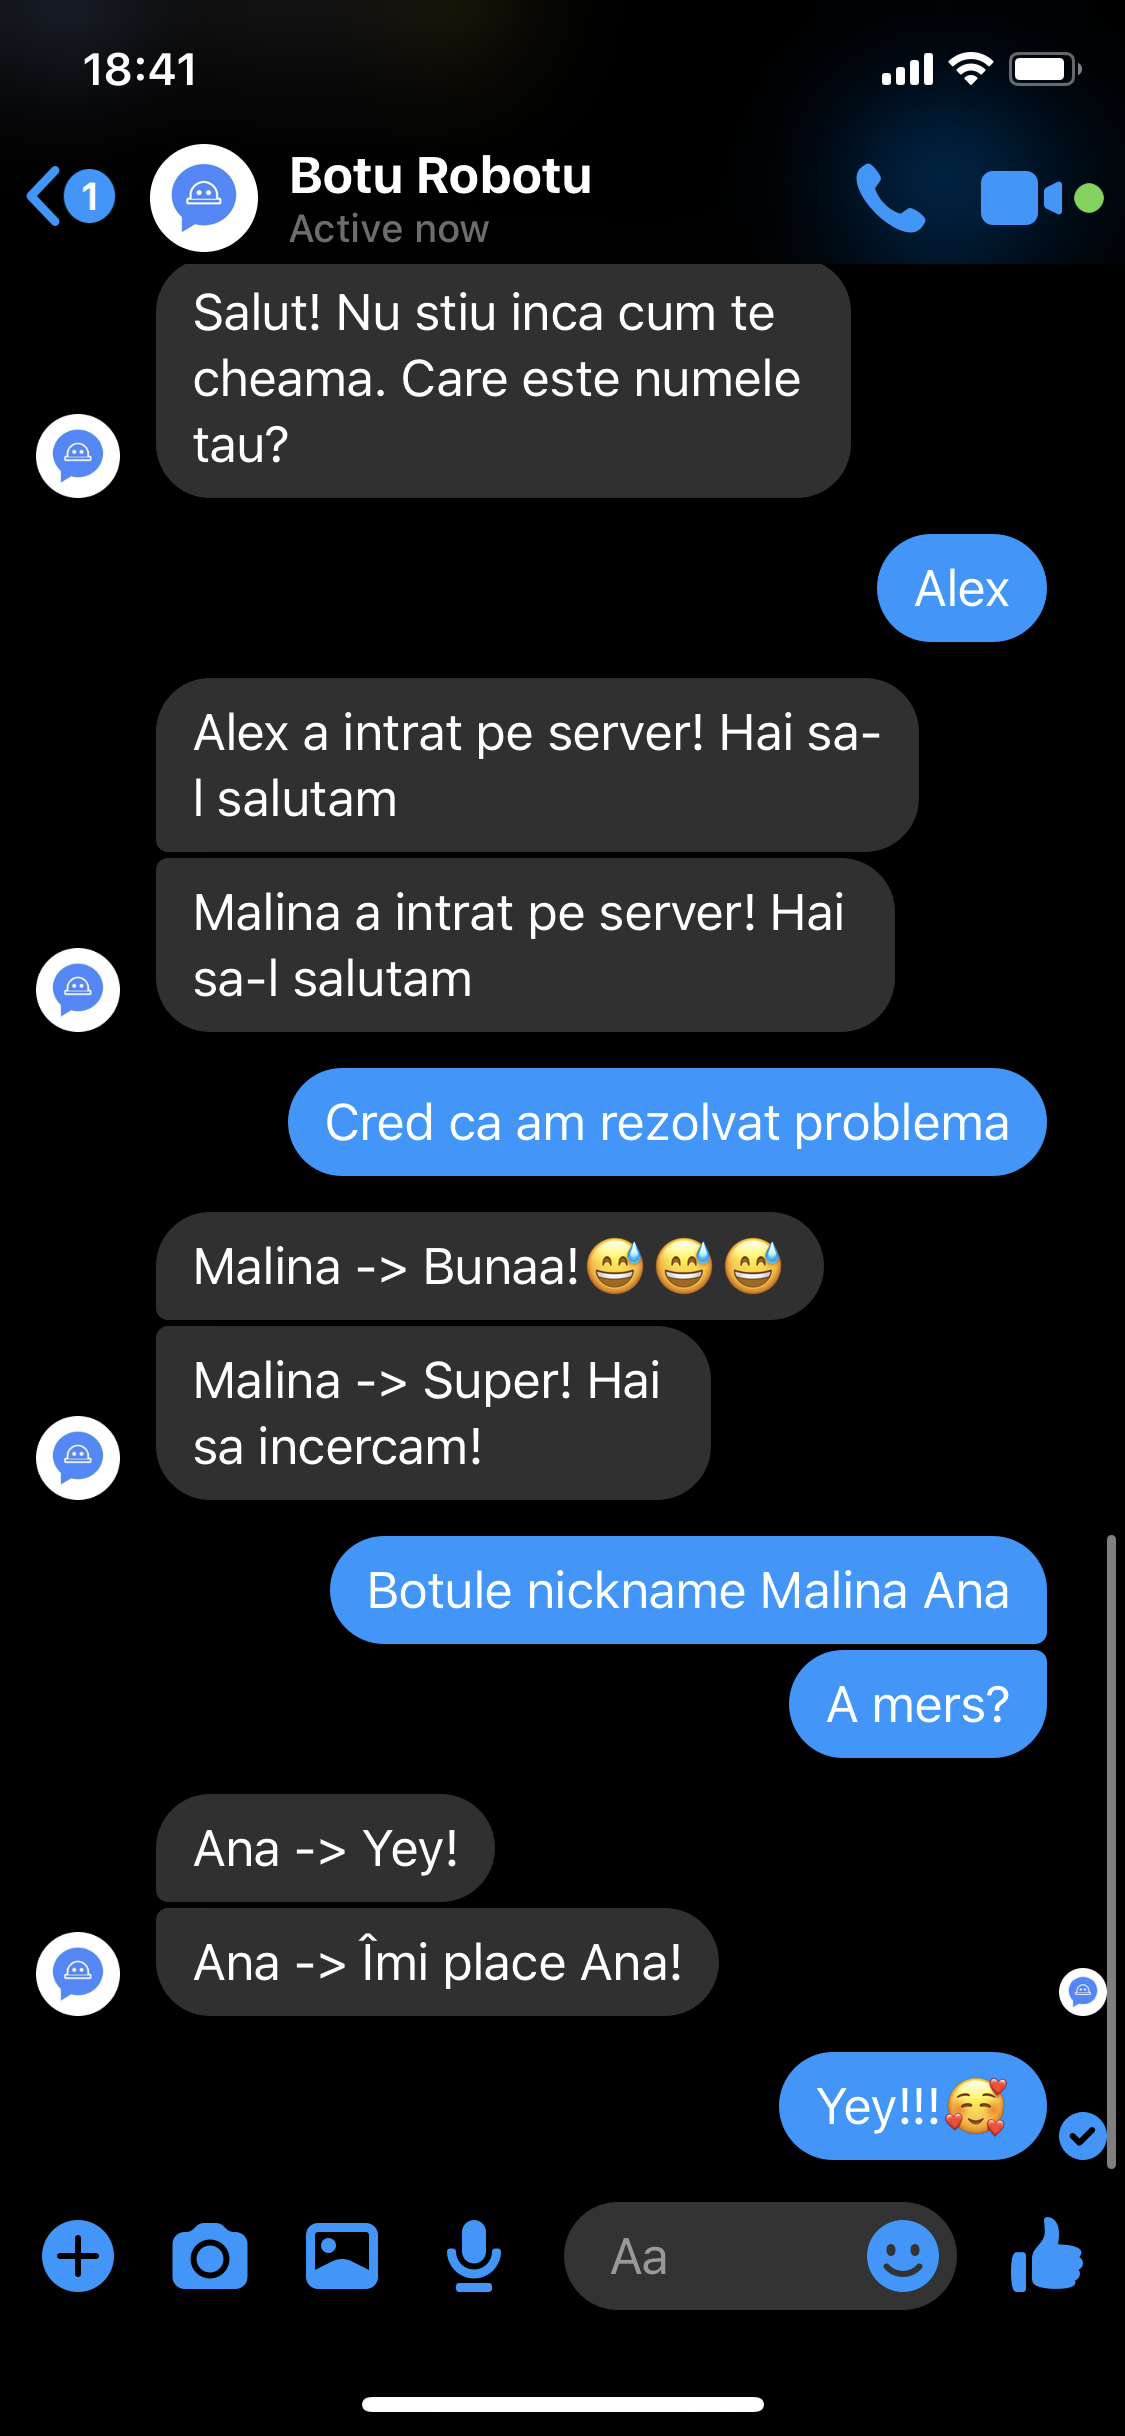 18:41
1
Botu Robotu
Active now
Salut! Nu stiu inca cum te
cheama. Care este numele
tau?
Alex
Alex a intrat pe server! Hai sa-
l salutam
Malina a intrat pe server! Hai
sa-l salutam
Cred ca am rezolvat problema
Malina -> Bunaa!😅😅😅
Malina -> Super! Hai
sa incercam!
Botule nickname Malina Ana
A mers?
Ana -> Yey!
Ana -> Îmi place Ana!
Yey!!!🥰
Aa